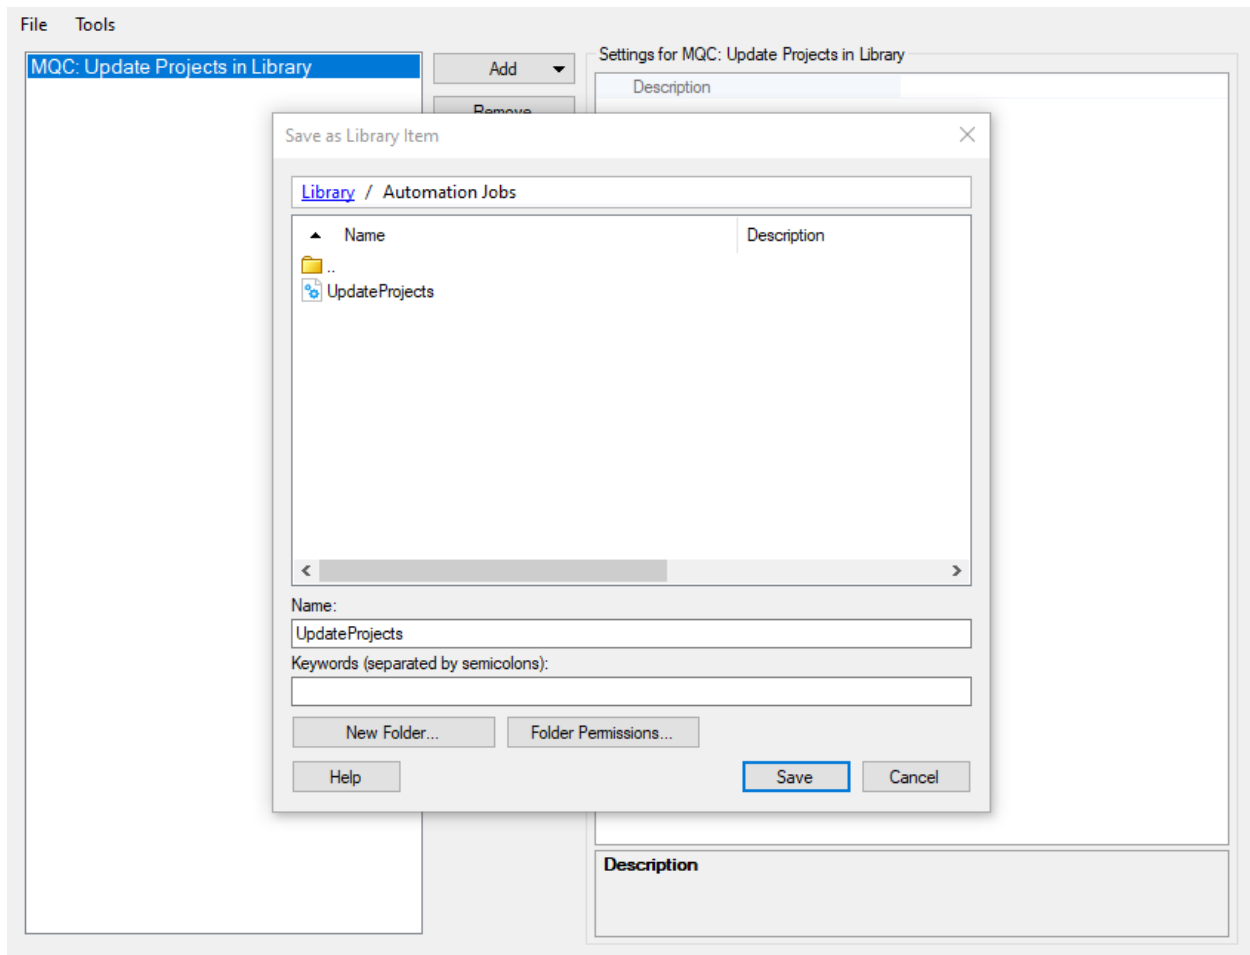 File Tools
MQC: Update Projects in Library
Add
Remove
Settings for MQC: Update Projects in Library
Description
Save as Library Item
Library / Automation Jobs
Name Description
..
UpdateProjects
Name:
UpdateProjects
Keywords (separated by semicolons):
New Folder... Folder Permissions...
Help Save Cancel
Description